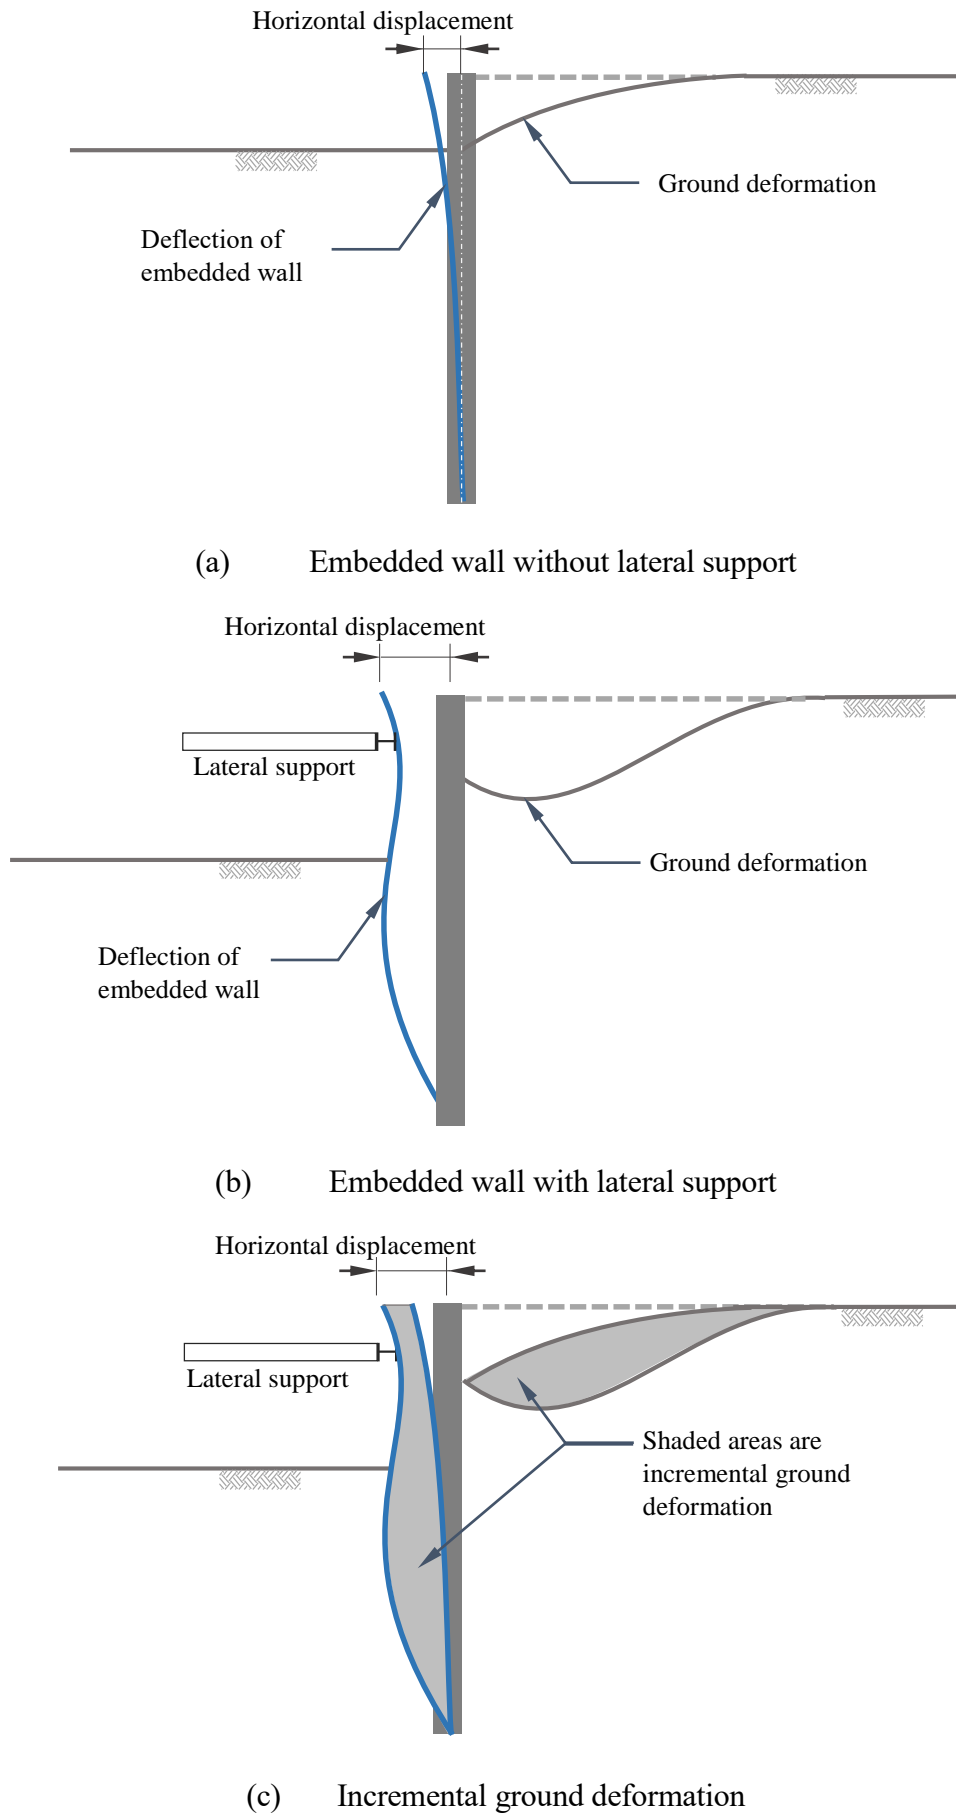 Horizontal displacement
Ground deformation
Deflection of
embedded wall
(a) Embedded wall without lateral support
Horizontal displacement
Lateral support
Ground deformation
Deflection of
embedded wall
(b) Embedded wall with lateral support
Horizontal displacement
Lateral support
Shaded areas are
incremental ground
deformation
(c) Incremental ground deformation